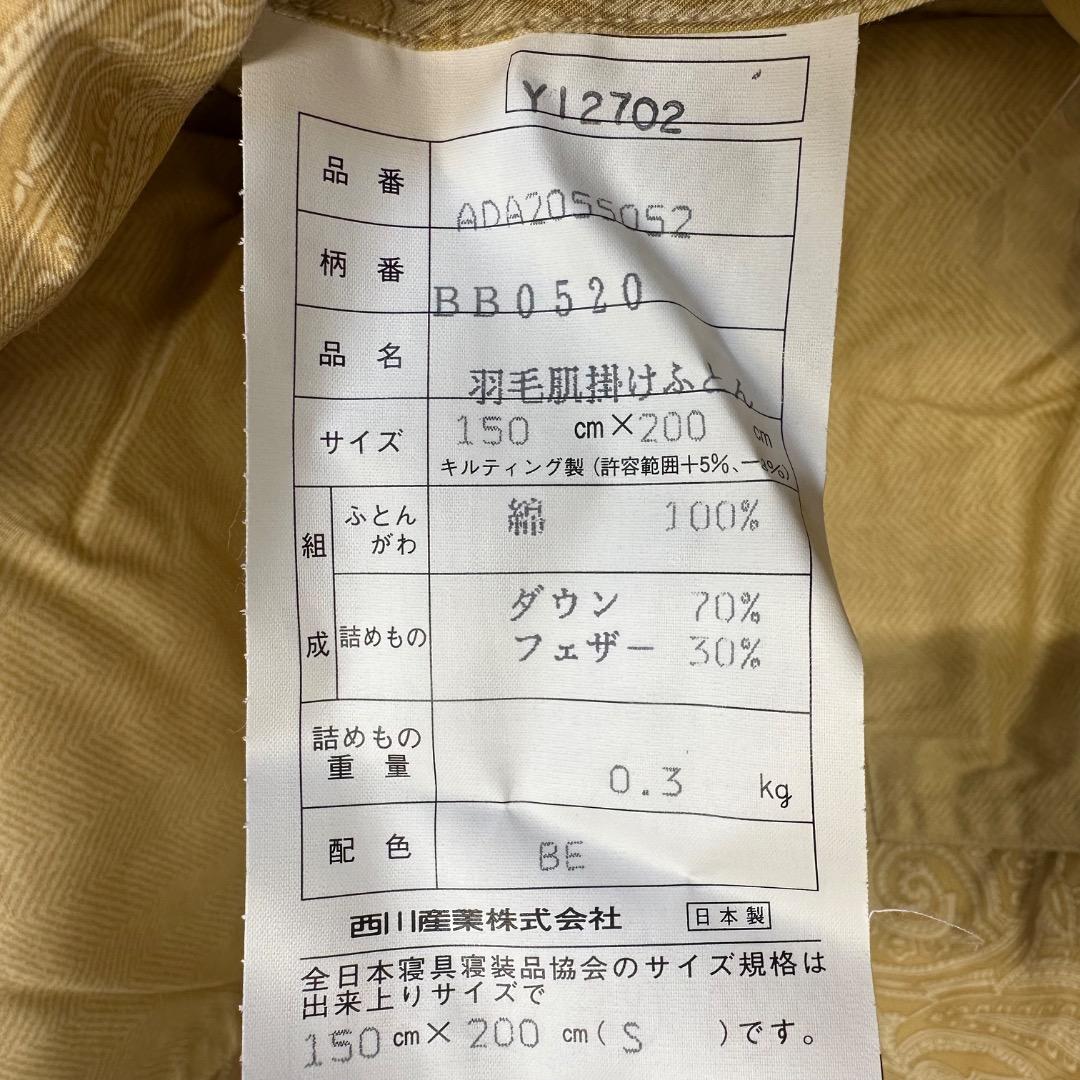 Y12702
品番 ADA2055052
柄番 BB0520
品名 羽毛肌掛けふとん
サイズ 150 cm×200 cm
キルティング製(許容範囲+5%、−3%)
組成 ふとんがわ 綿 100%
詰めもの ダウン 70%
フェザー 30%
詰めもの重量 0.3 kg
配色 BE
西川産業株式会社 日本製
全日本寝具寝装品協会のサイズ規格は
出来上りサイズで
150 cm× 200 cm( S )です。